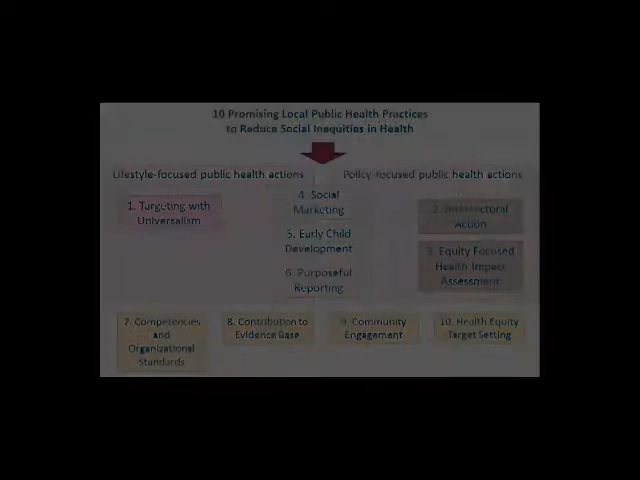 10 Promising Local Public Health Practices
to Reduce Social Inequities in Health
Lifestyle-focused public health actions
Policy-focused public health actions
1. Targeting with
Universalism
4. Social
Marketing
5. Early Child
Development
6. Purposeful
Reporting
2. Intersectoral
Action
3. Equity Focused
Health Impact
Assessment
7. Competencies
and
Organizational
Standards
8. Contribution to
Evidence Base
9. Community
Engagement
10. Health Equity
Target Setting